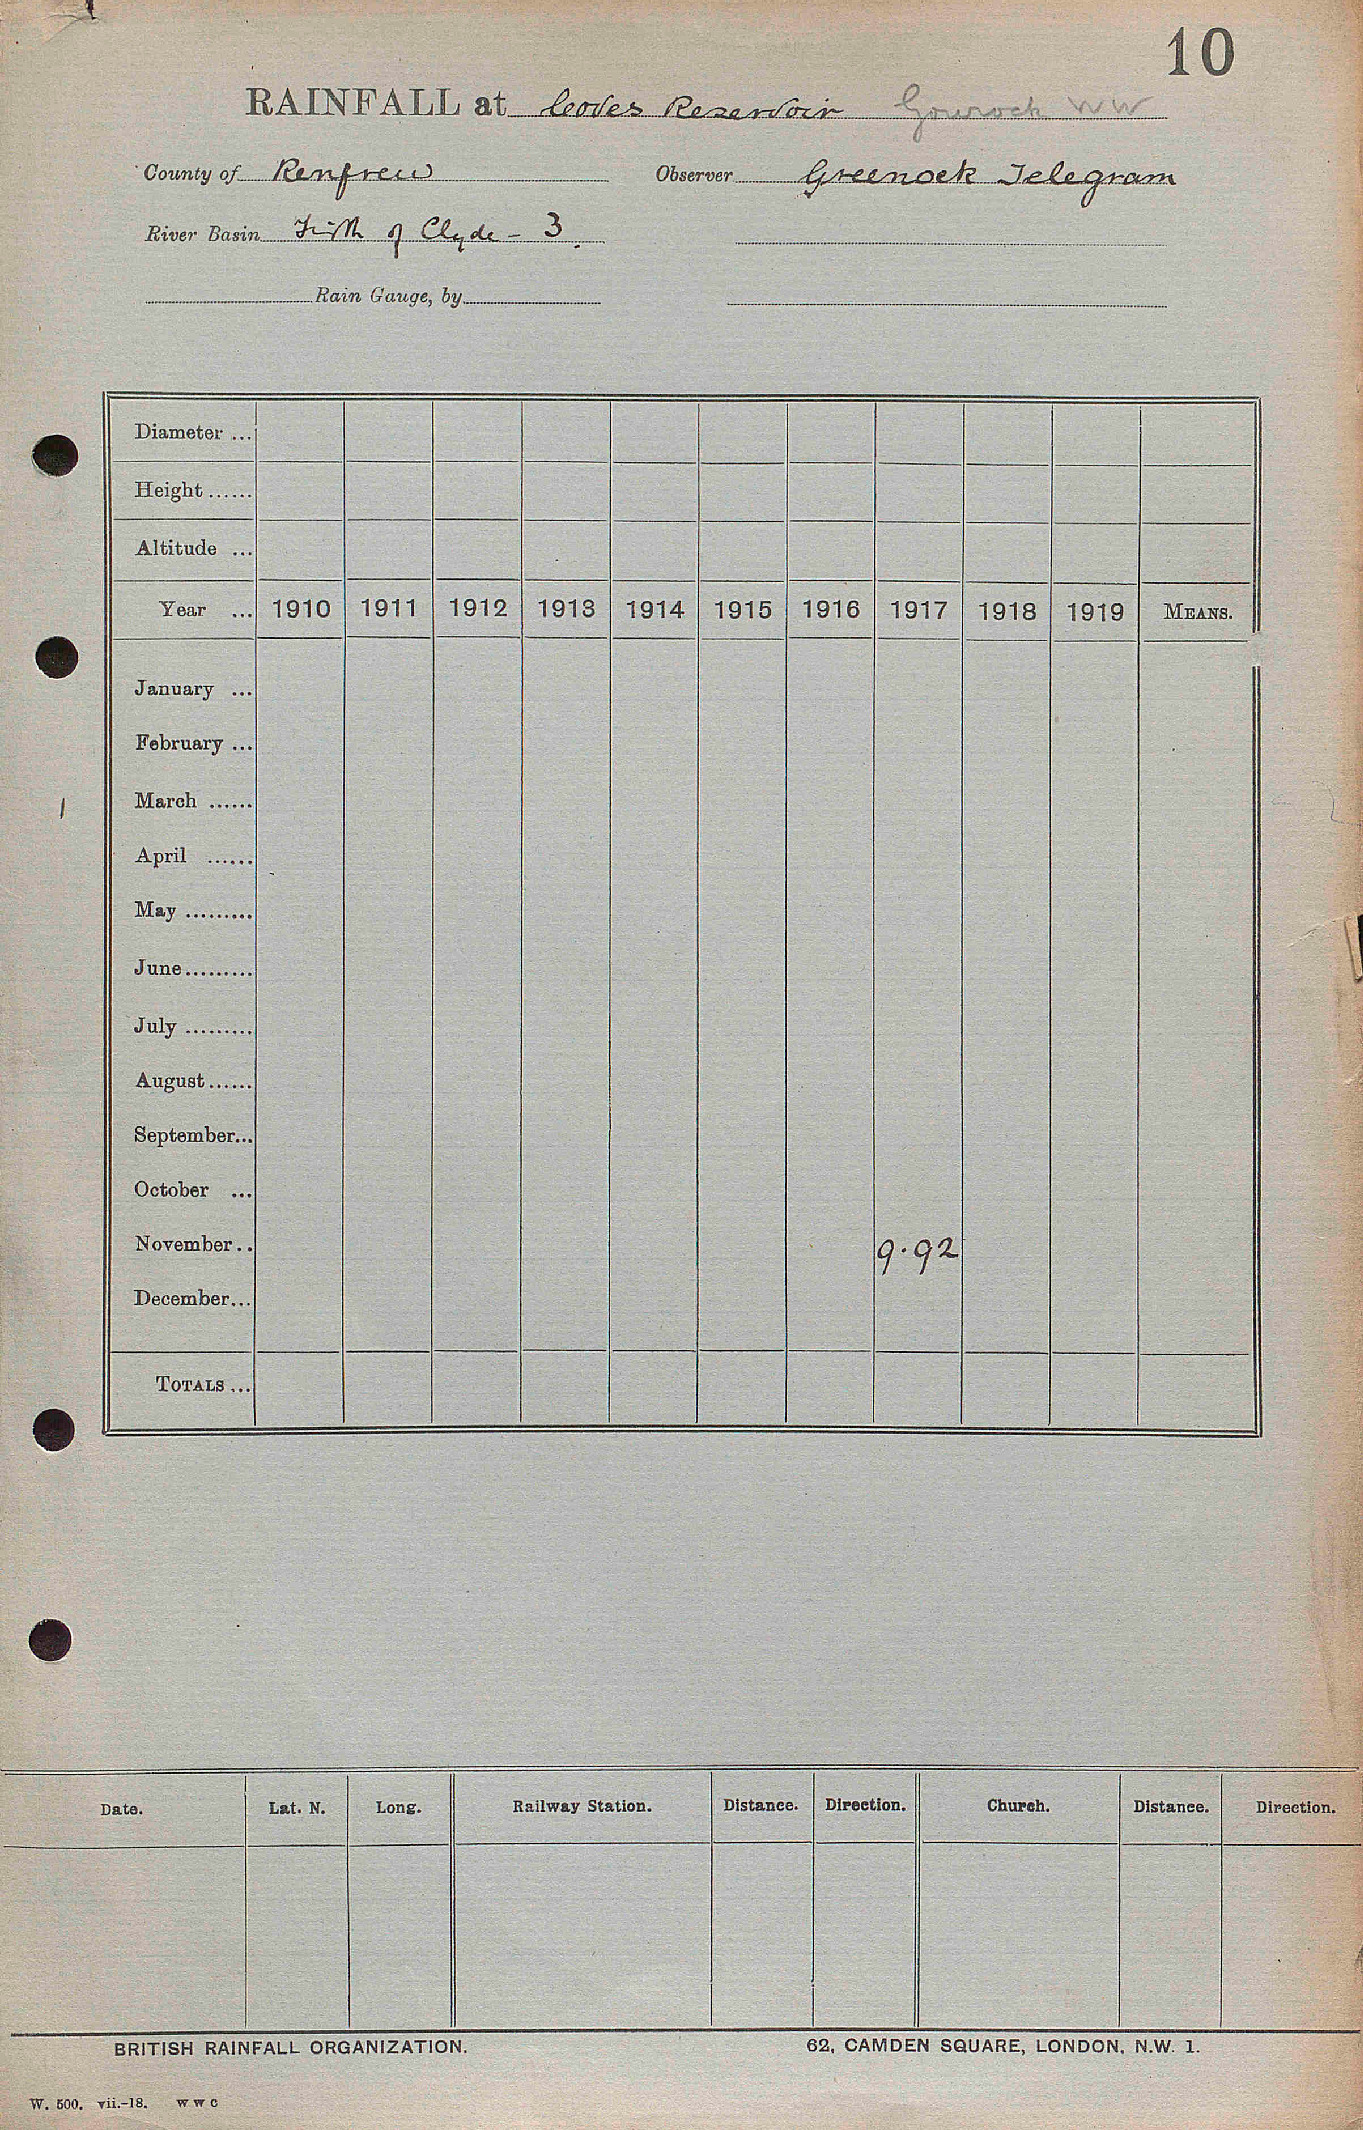 10
RAINFALL at Coves Reservoir Gourock WW
County of Renfrew Observer Greenock Telegram
River Basin Firth of Clyde - 3.
Rain Gauge, by
Diameter ...
Height ......
Altitude ...
Year ... 1910 1911 1912 1913 1914 1915 1916 1917 1918 1919 MEANS.
January ...
February ...
March ......
April ......
May .........
June.........
July .........
August......
September...
October ...
November.. 9.92
December...
TOTALS ...
Date. Lat. N. Long. Railway Station. Distance. Direction. Church. Distance. Direction.
BRITISH RAINFALL ORGANIZATION. 62, CAMDEN SQUARE, LONDON, N.W. 1.
W. 500. vii.-18. W W C